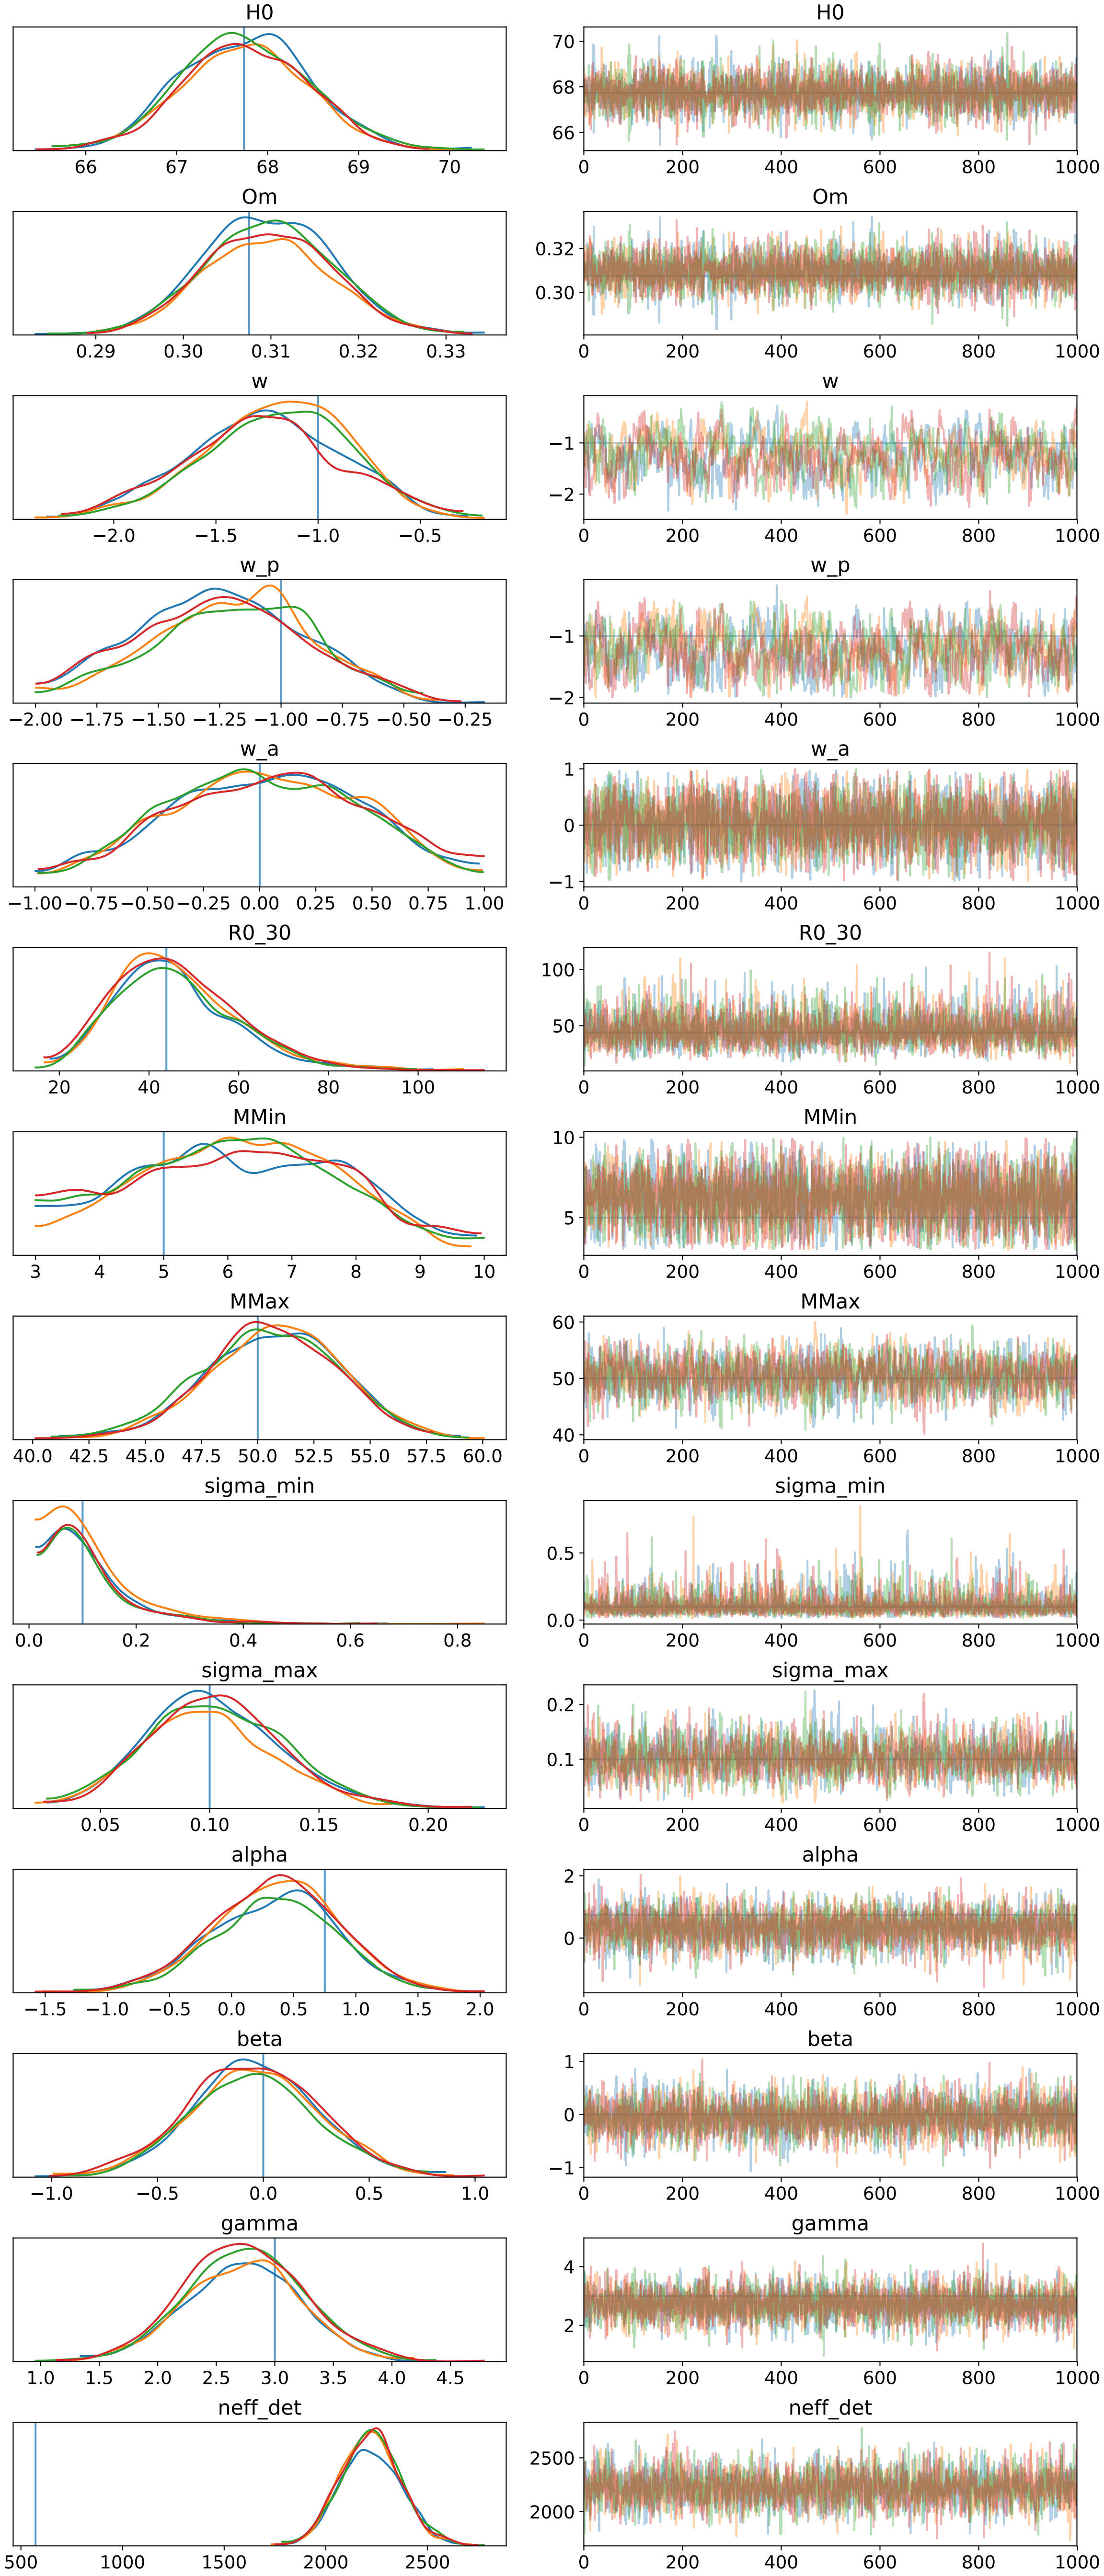 H0 H0
70
68
66
66 67 68 69 70 0 200 400 600 800 1000
Om Om
0.32
0.30
0.29 0.30 0.31 0.32 0.33 0 200 400 600 800 1000
w w
−1
−2
−2.0 −1.5 −1.0 −0.5 0 200 400 600 800 1000
w_p w_p
−1
−2
−2.00 −1.75 −1.50 −1.25 −1.00 −0.75 −0.50 −0.25 0 200 400 600 800 1000
w_a w_a
1
0
−1
−1.00 −0.75 −0.50 −0.25 0.00 0.25 0.50 0.75 1.00 0 200 400 600 800 1000
R0_30 R0_30
100
50
20 40 60 80 100 0 200 400 600 800 1000
MMin MMin
10
5
3 4 5 6 7 8 9 10 0 200 400 600 800 1000
MMax MMax
60
50
40
40.0 42.5 45.0 47.5 50.0 52.5 55.0 57.5 60.0 0 200 400 600 800 1000
sigma_min sigma_min
0.5
0.0
0.0 0.2 0.4 0.6 0.8 0 200 400 600 800 1000
sigma_max sigma_max
0.2
0.1
0.05 0.10 0.15 0.20 0 200 400 600 800 1000
alpha alpha
2
0
−1.5 −1.0 −0.5 0.0 0.5 1.0 1.5 2.0 0 200 400 600 800 1000
beta beta
1
0
−1
−1.0 −0.5 0.0 0.5 1.0 0 200 400 600 800 1000
gamma gamma
4
2
1.0 1.5 2.0 2.5 3.0 3.5 4.0 4.5 0 200 400 600 800 1000
neff_det neff_det
2500
2000
500 1000 1500 2000 2500 0 200 400 600 800 1000